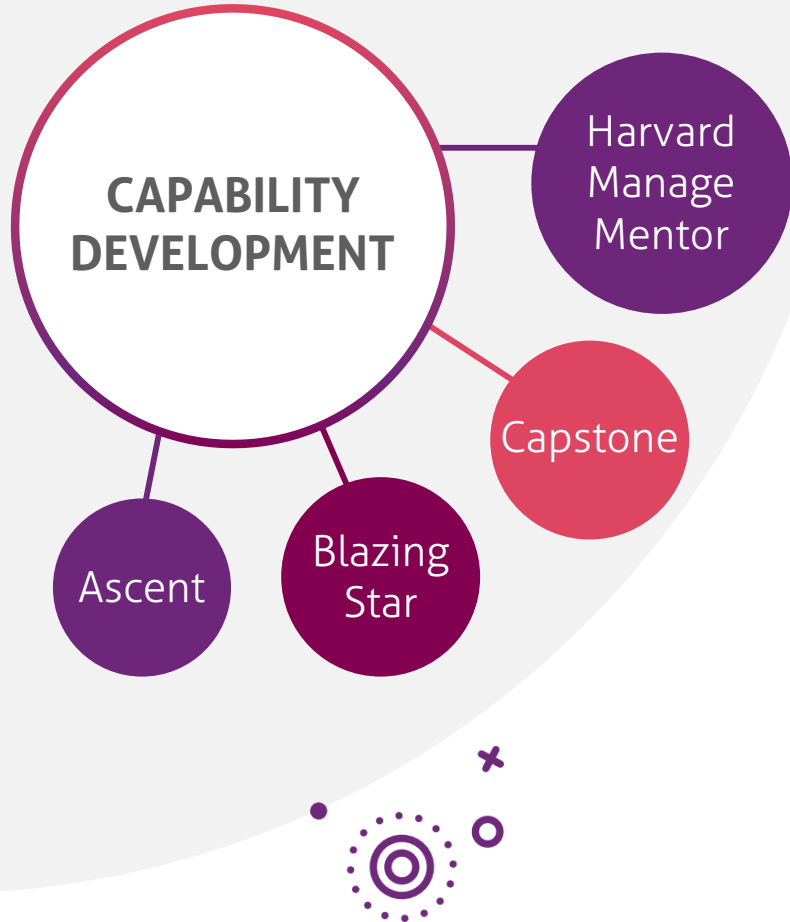 CAPABILITY
DEVELOPMENT
Harvard
Manage
Mentor
Capstone
Blazing
Star
Ascent